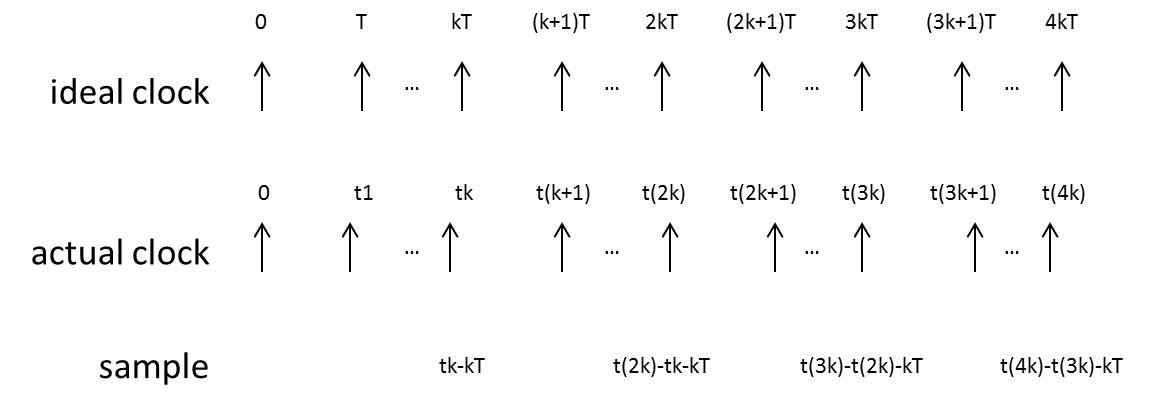 0 T kT (k+1)T 2kT (2k+1)T 3kT (3k+1)T 4kT
ideal clock ... ... ... ...
0 t1 tk t(k+1) t(2k) t(2k+1) t(3k) t(3k+1) t(4k)
actual clock ... ... ... ...
sample tk-kT t(2k)-tk-kT t(3k)-t(2k)-kT t(4k)-t(3k)-kT